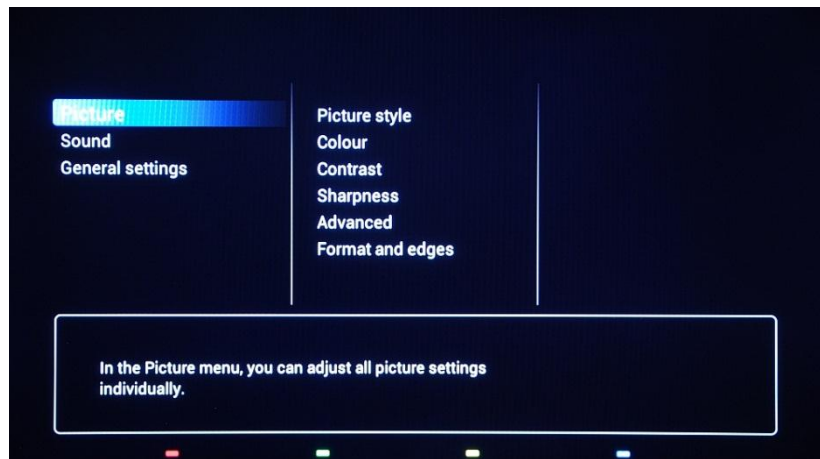 Picture
Sound
General settings
Picture style
Colour
Contrast
Sharpness
Advanced
Format and edges
In the Picture menu, you can adjust all picture settings
individually.